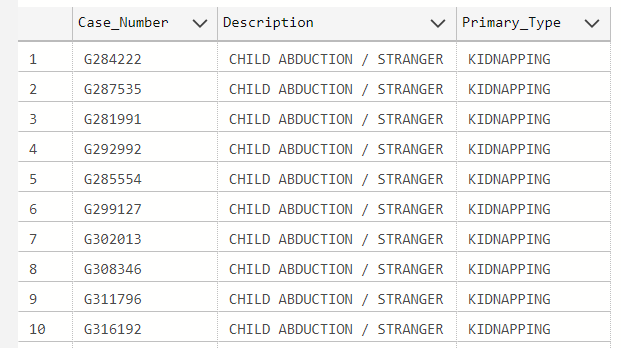 Case_Number Description Primary_Type
1 G284222 CHILD ABDUCTION / STRANGER KIDNAPPING
2 G287535 CHILD ABDUCTION / STRANGER KIDNAPPING
3 G281991 CHILD ABDUCTION / STRANGER KIDNAPPING
4 G292992 CHILD ABDUCTION / STRANGER KIDNAPPING
5 G285554 CHILD ABDUCTION / STRANGER KIDNAPPING
6 G299127 CHILD ABDUCTION / STRANGER KIDNAPPING
7 G302013 CHILD ABDUCTION / STRANGER KIDNAPPING
8 G308346 CHILD ABDUCTION / STRANGER KIDNAPPING
9 G311796 CHILD ABDUCTION / STRANGER KIDNAPPING
10 G316192 CHILD ABDUCTION / STRANGER KIDNAPPING